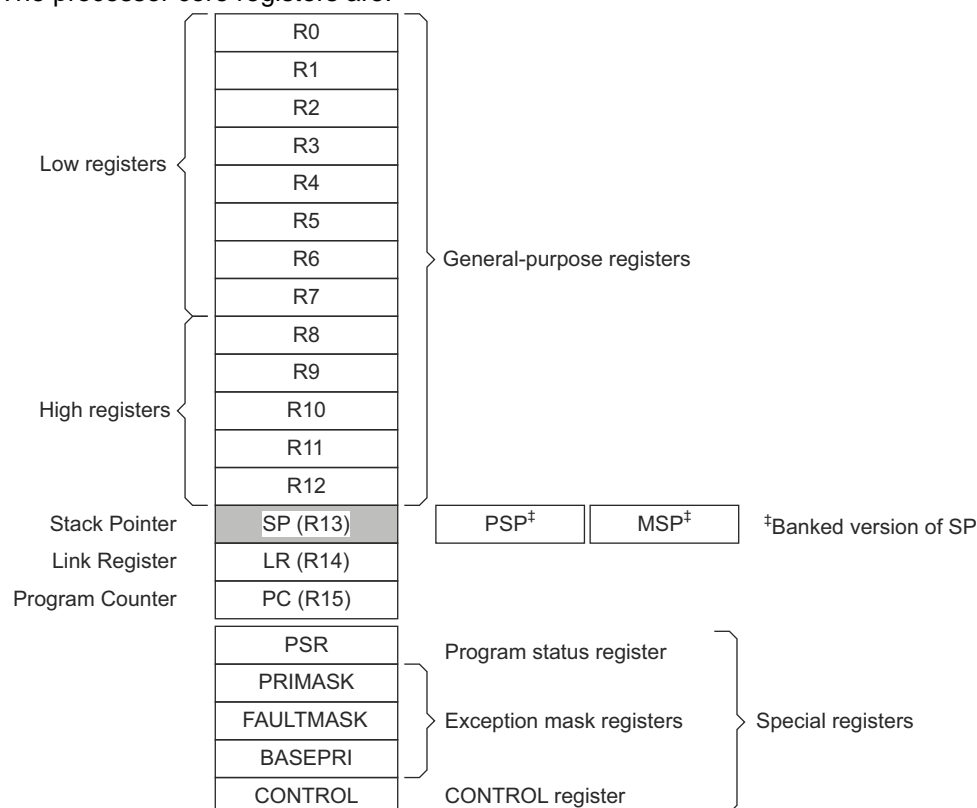 The processor core registers are:
R0
R1
R2
R3
Low registers
R4
R5
R6
General-purpose registers
R7
R8
R9
High registers
R10
R11
R12
Stack Pointer SP (R13) PSP‡ MSP‡ ‡Banked version of SP
Link Register LR (R14)
Program Counter PC (R15)
PSR Program status register
PRIMASK
FAULTMASK Exception mask registers Special registers
BASEPRI
CONTROL CONTROL register